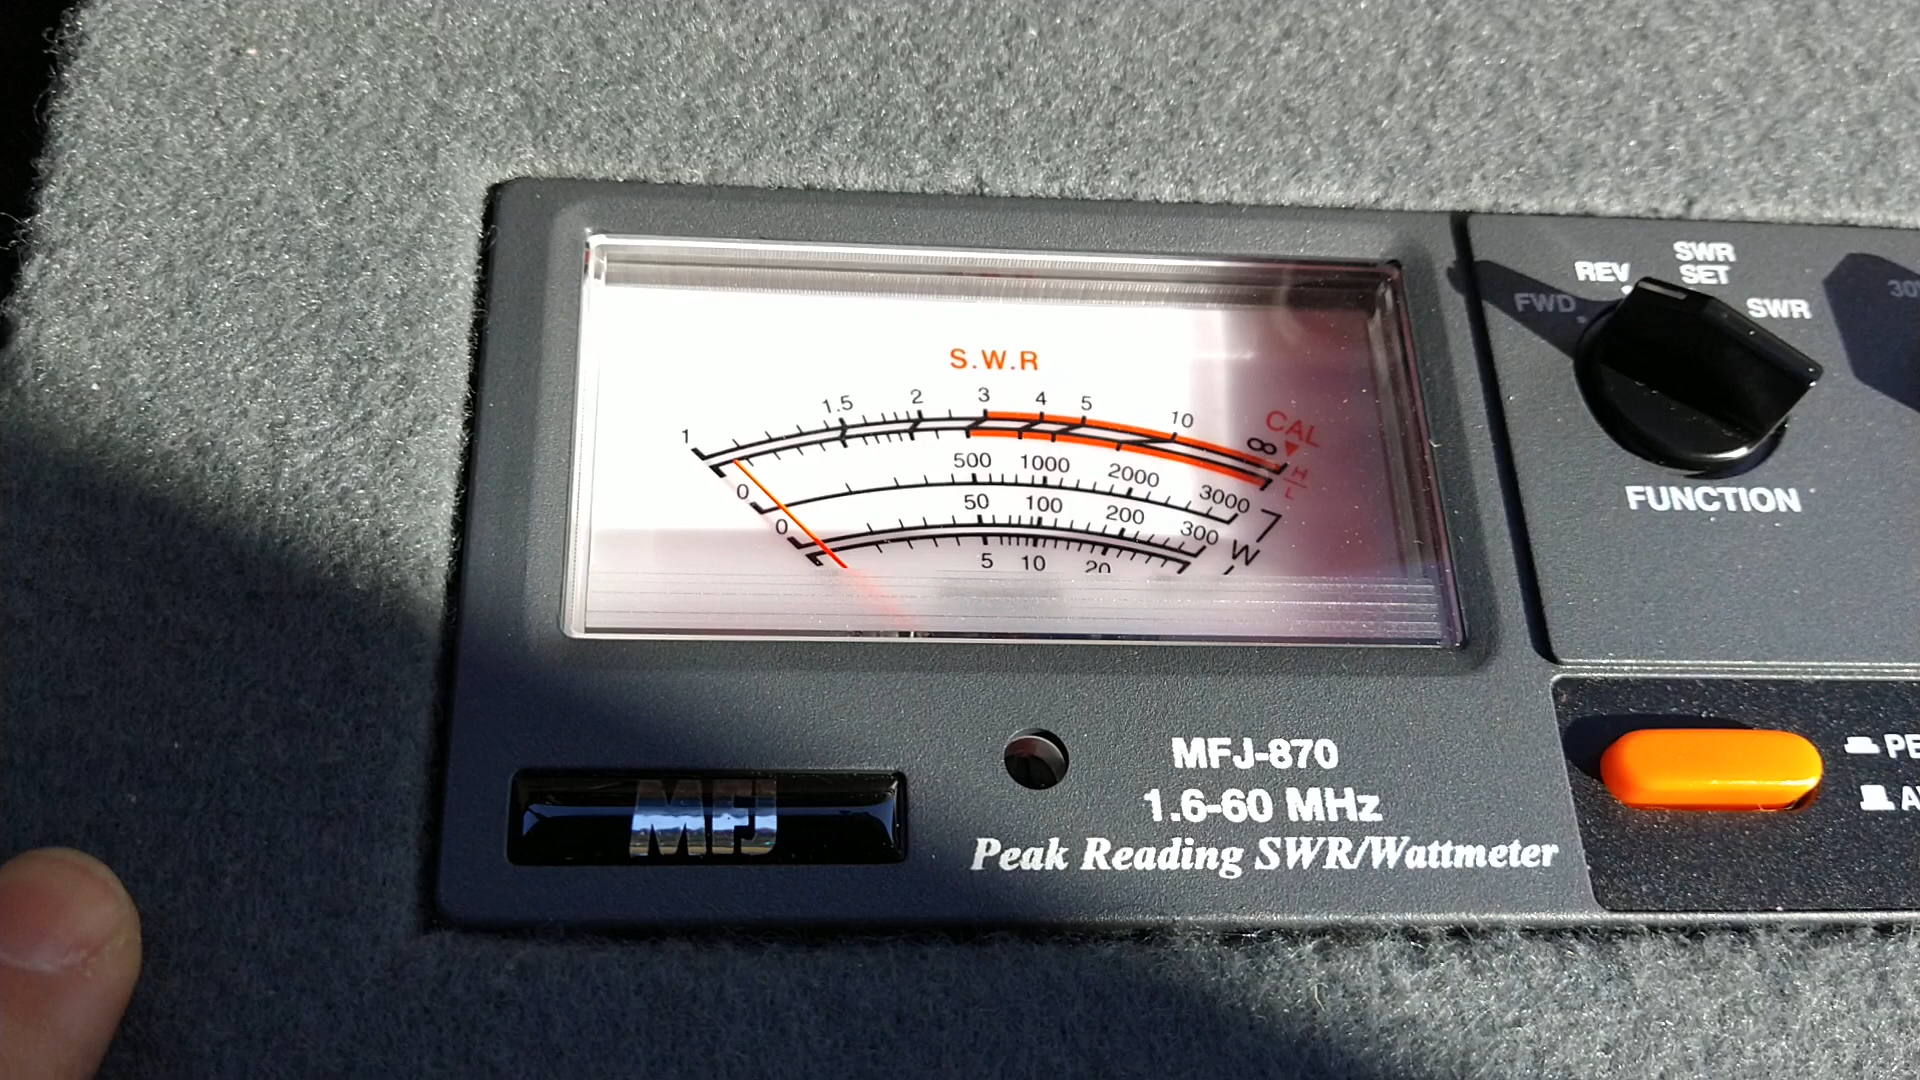 S.W.R
1 1.5 2 3 4 5 10 ∞ CAL
H
L
0 500 1000 2000 3000
0 50 100 200 300 W
5 10 20
FWD REV SWR SET SWR
30
FUNCTION
MFJ
MFJ-870
1.6-60 MHz
Peak Reading SWR/Wattmeter